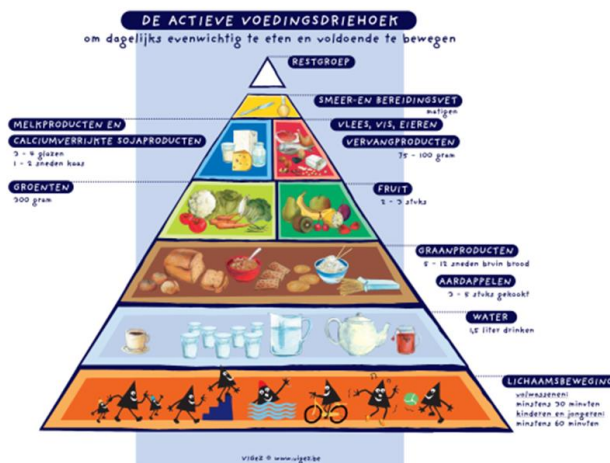 DE ACTIEVE VOEDINGSDRIEHOEK
om dagelijks evenwichtig te eten en voldoende te bewegen
RESTGROEP
SMEER- EN BEREIDINGSVET
matigen
MELKPRODUCTEN EN
CALCIUMVERRIJKTE SOJAPRODUCTEN
3 - 4 glazen
1 - 2 sneden kaas
VLEES, VIS, EIEREN
VERVANGPRODUCTEN
75 - 100 gram
GROENTEN
300 gram
FRUIT
2 - 3 stuks
GRAANPRODUCTEN
5 - 12 sneden bruin brood
AARDAPPELEN
3 - 5 stuks gekookt
WATER
1,5 liter drinken
LICHAAMSBEWEGING
volwassenen:
minstens 30 minuten
kinderen en jongeren:
minstens 60 minuten
VIGeZ © www.vigez.be